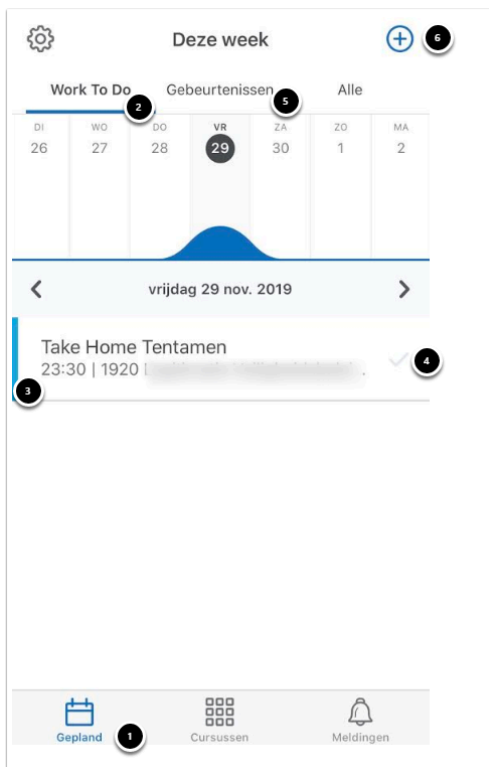 Deze week
6
Work To Do
2
Gebeurtenissen
5
Alle
DI WO DO VR ZA ZO MA
26 27 28 29 30 1 2
vrijdag 29 nov. 2019
Take Home Tentamen
23:30 | 1920
4
3
Gepland
1
Cursussen
Meldingen